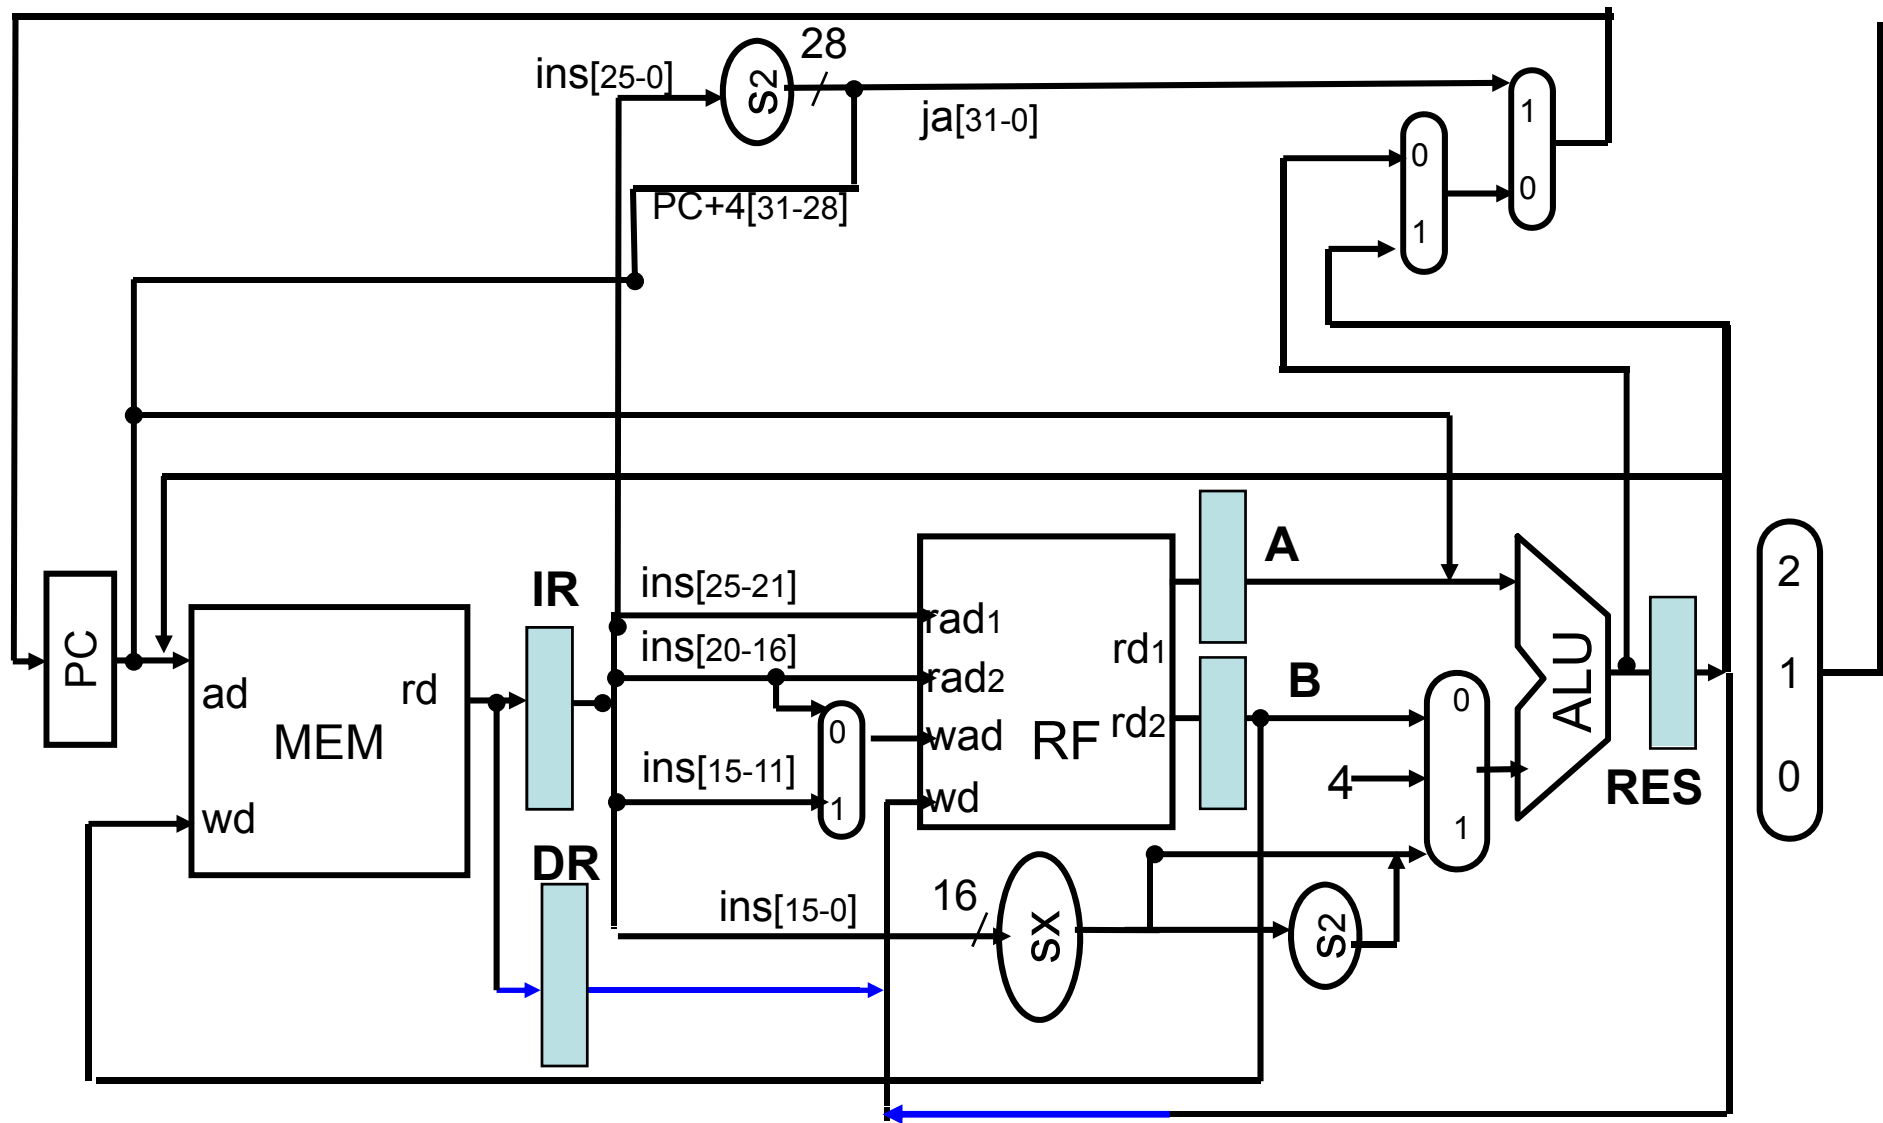 28
ins[25-0]
s2
ja[31-0]
1
0
0
1
PC+4[31-28]
PC
ad
rd
MEM
wd
IR
DR
ins[25-21]
ins[20-16]
ins[15-11]
ins[15-0]
0
1
rad1
rad2
wad
wd
RF
rd1
rd2
A
B
16
sx
s2
4
0
1
ALU
RES
2
1
0